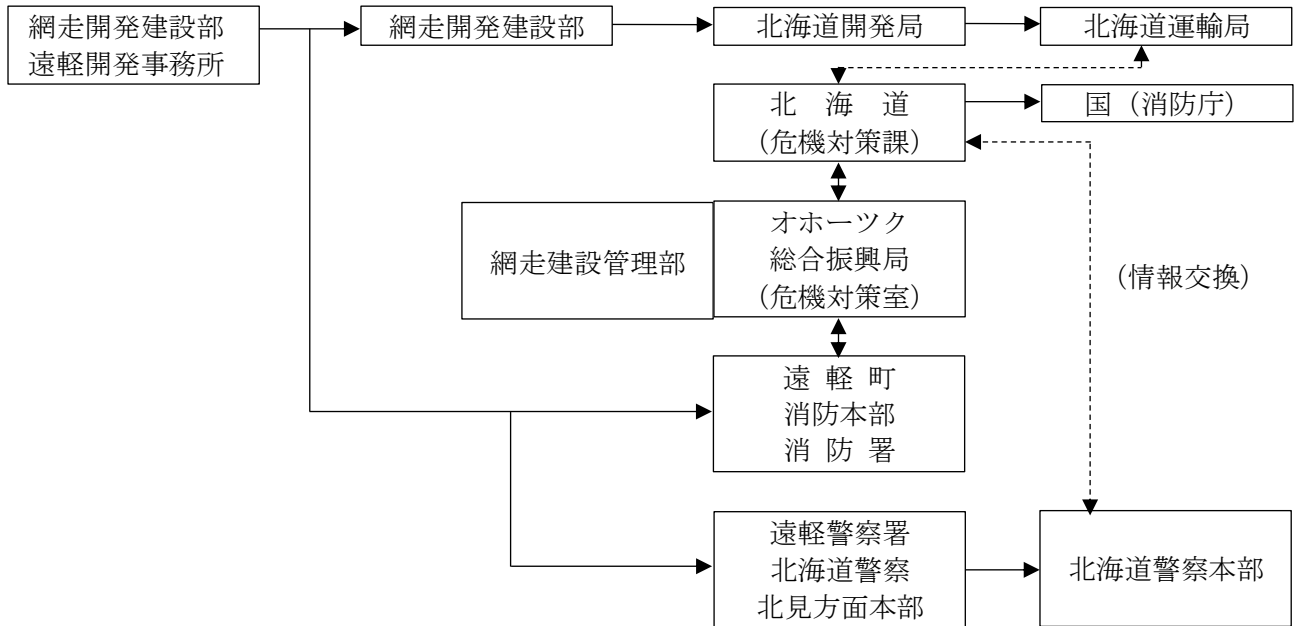 網走開発建設部
遠軽開発事務所
網走開発建設部
北海道開発局
北海道運輸局
北　海　道
（危機対策課）
国（消防庁）
網走建設管理部
オホーツク
総合振興局
（危機対策室）
（情報交換）
遠 軽 町
消防本部
消 防 署
遠軽警察署
北海道警察
北見方面本部
北海道警察本部